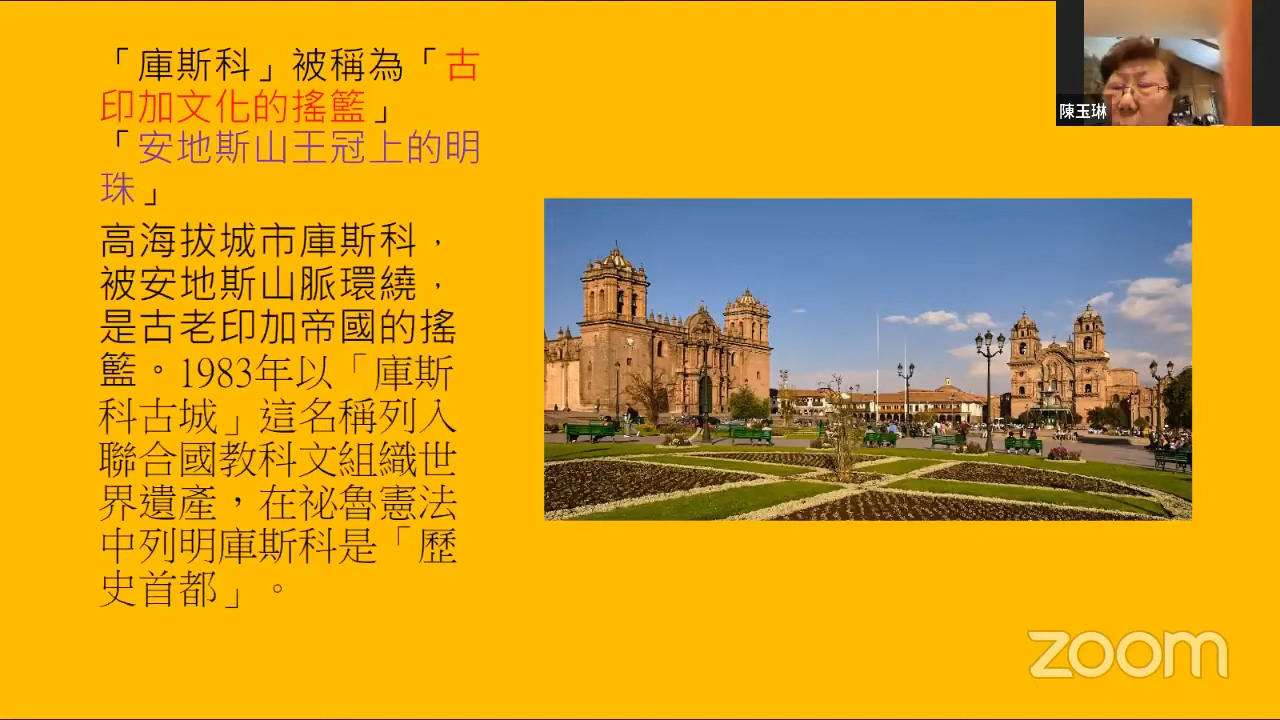 「庫斯科」被稱為「古
印加文化的搖籃」
「安地斯山王冠上的明
珠」
高海拔城市庫斯科，
被安地斯山脈環繞，
是古老印加帝國的搖
籃。1983年以「庫斯
科古城」這名稱列入
聯合國教科文組織世
界遺產，在祕魯憲法
中列明庫斯科是「歷
史首都」。
陳玉琳
zoom